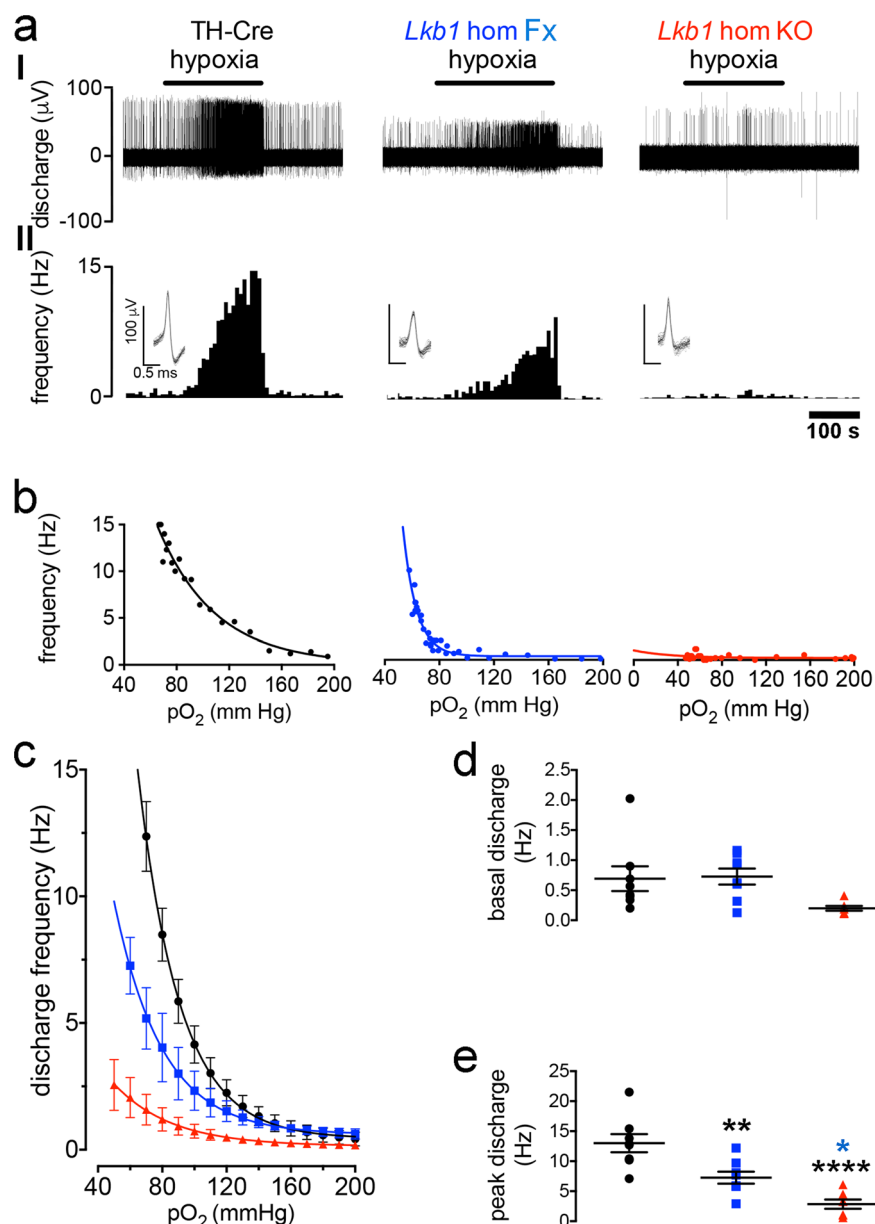 a
TH-Cre Lkb1 hom Fx Lkb1 hom KO
hypoxia hypoxia hypoxia
I
discharge (µV)
100
0
-100
II
frequency (Hz)
15
0
100 µV
0.5 ms
100 s
b
frequency (Hz)
15
10
5
0
40 80 120 160 200 40 80 120 160 200 0 40 80 120 160 200
pO2 (mm Hg) pO2 (mm Hg) pO2 (mm Hg)
c
discharge frequency (Hz)
15
10
5
0
40 80 120 160 200
pO2 (mmHg)
d
basal discharge (Hz)
2.5
2.0
1.5
1.0
0.5
0.0
e
peak discharge (Hz)
25
20
15
10
5
0
**
*
****